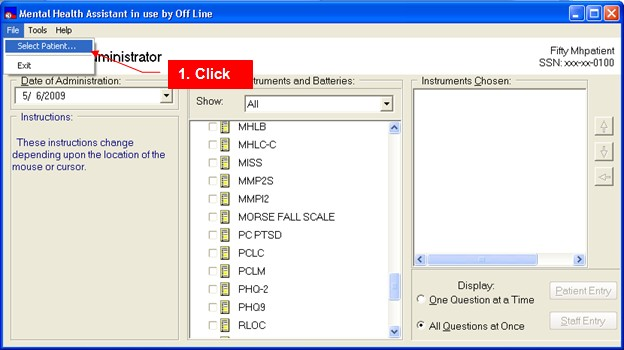 Mental Health Assistant in use by Off Line
File Tools Help
Select Patient...
Exit
ministrator
Fifty Mhpatient
SSN: xxx-xx-0100
1. Click
Date of Administration:
5/ 6/2009
Instructions:
These instructions change
depending upon the location of the
mouse or cursor.
struments and Batteries:
Show: All
MHLB
MHLC-C
MISS
MMP2S
MMPI2
MORSE FALL SCALE
PC PTSD
PCLC
PCLM
PHQ-2
PHQ9
RLOC
Instruments Chosen:
Display:
One Question at a Time
All Questions at Once
Patient Entry
Staff Entry